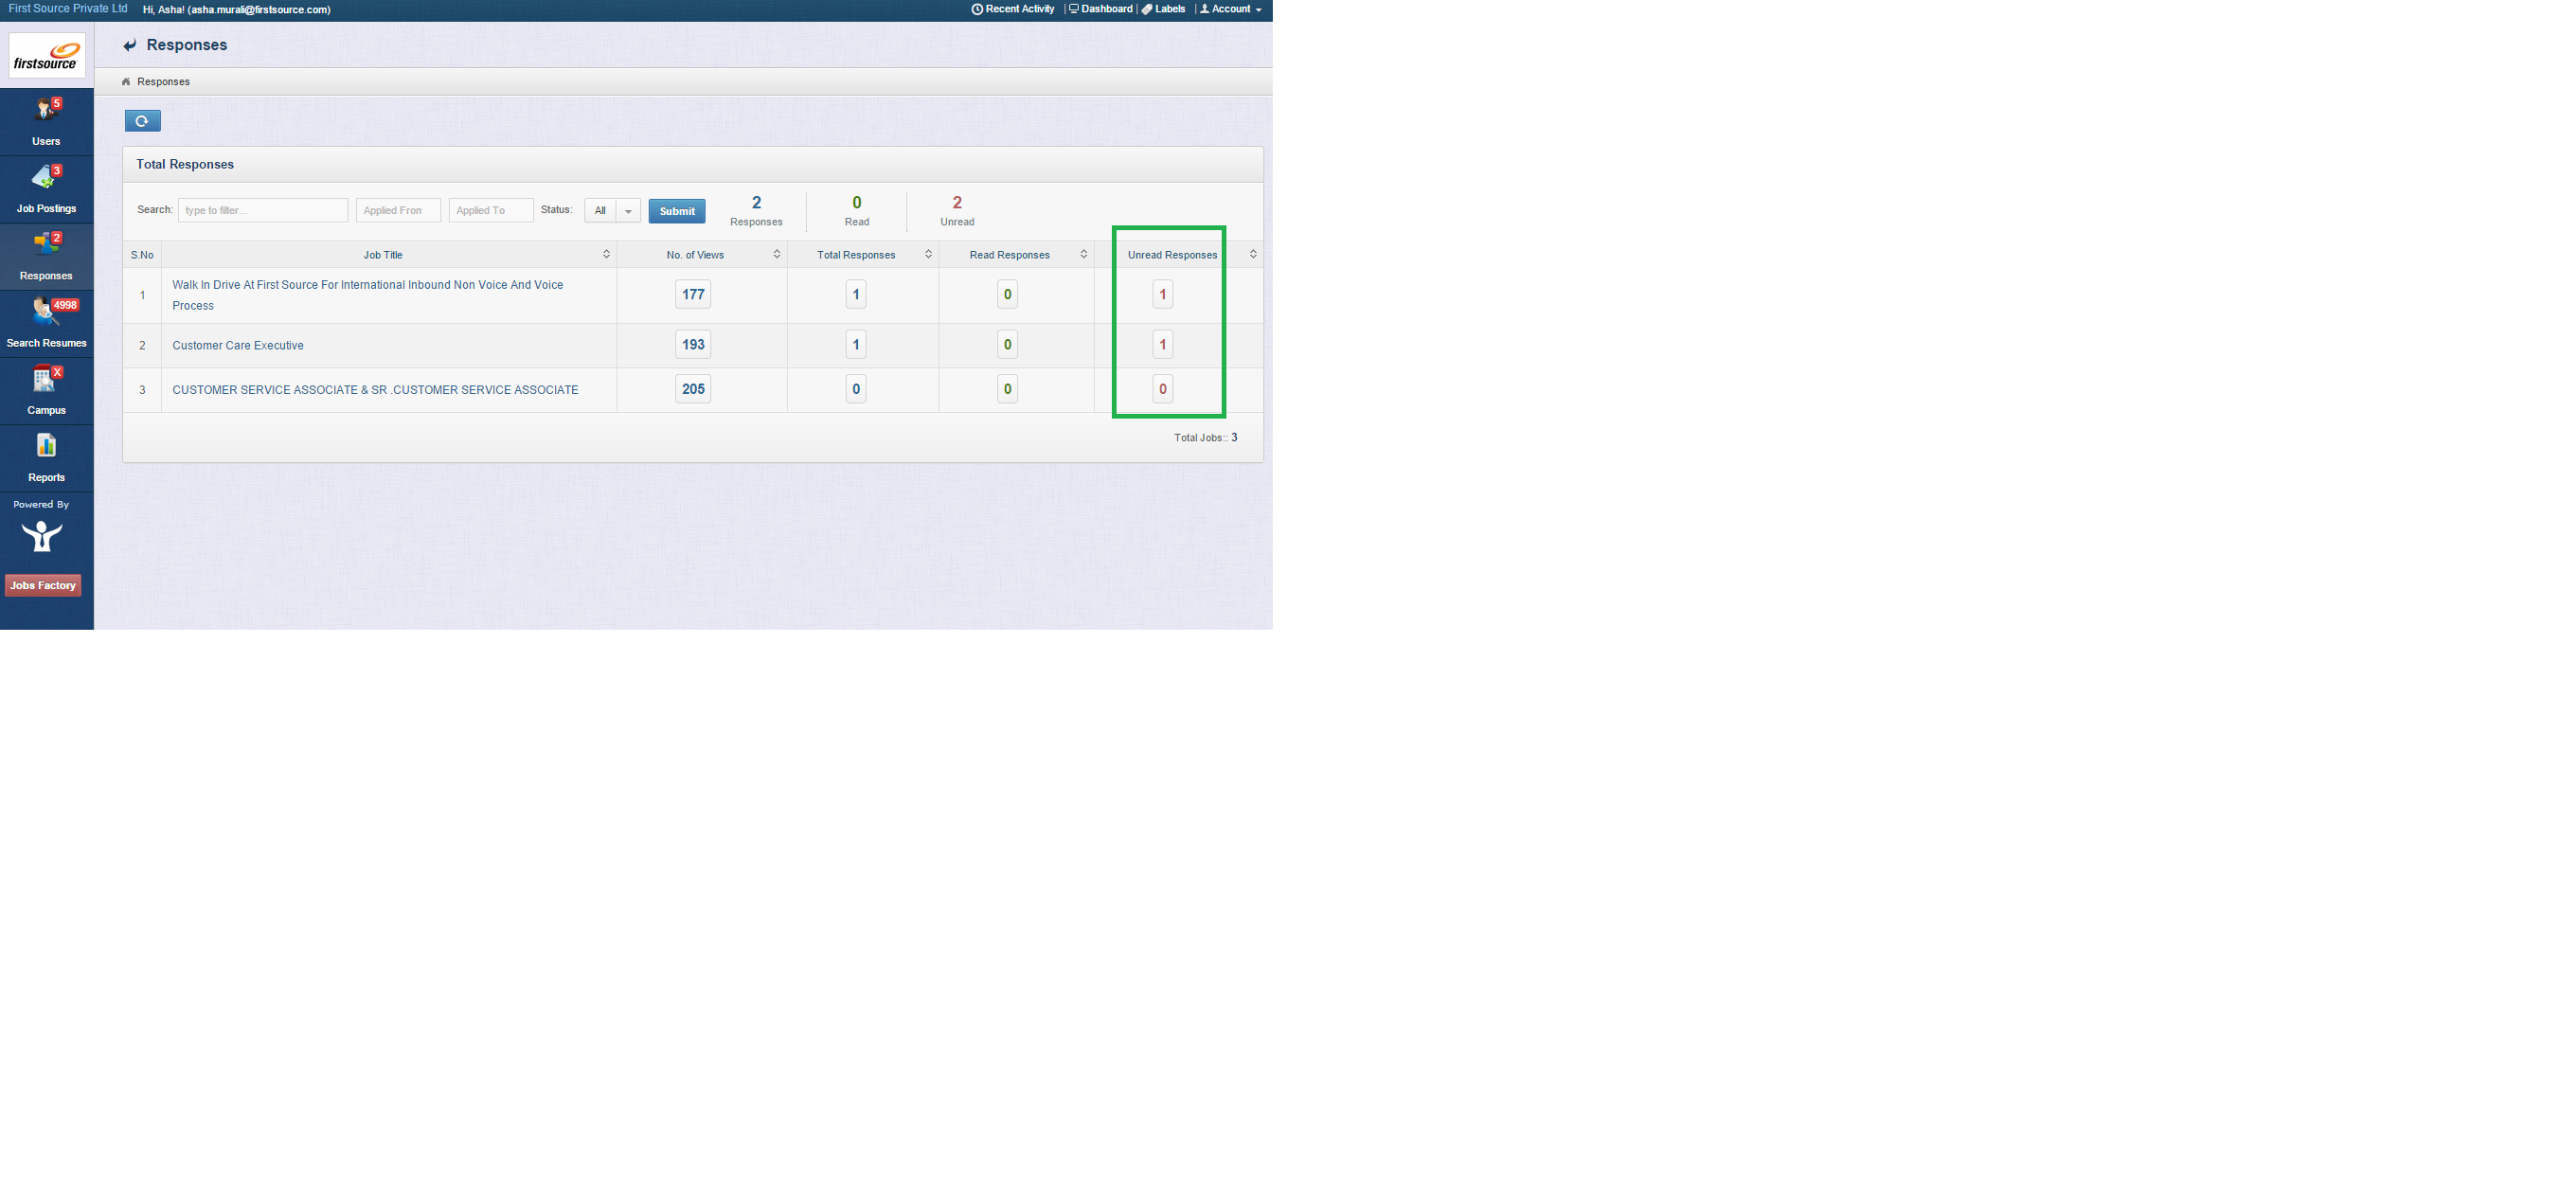 First Source Private Ltd Hi, Asha! (asha.murali@firstsource.com) Recent Activity | Dashboard | Labels | Account
firstsource
Responses
Responses
5
Users
3
Job Postings
2
Responses
4998
Search Resumes
X
Campus
Reports
Powered By
Jobs Factory
Total Responses
Search: type to filter... Applied From Applied To Status: All Submit
2 0 2
Responses Read Unread
S.No Job Title No. of Views Total Responses Read Responses Unread Responses
1 Walk In Drive At First Source For International Inbound Non Voice And Voice
Process 177 1 0 1
2 Customer Care Executive 193 1 0 1
3 CUSTOMER SERVICE ASSOCIATE & SR .CUSTOMER SERVICE ASSOCIATE 205 0 0 0
Total Jobs:: 3